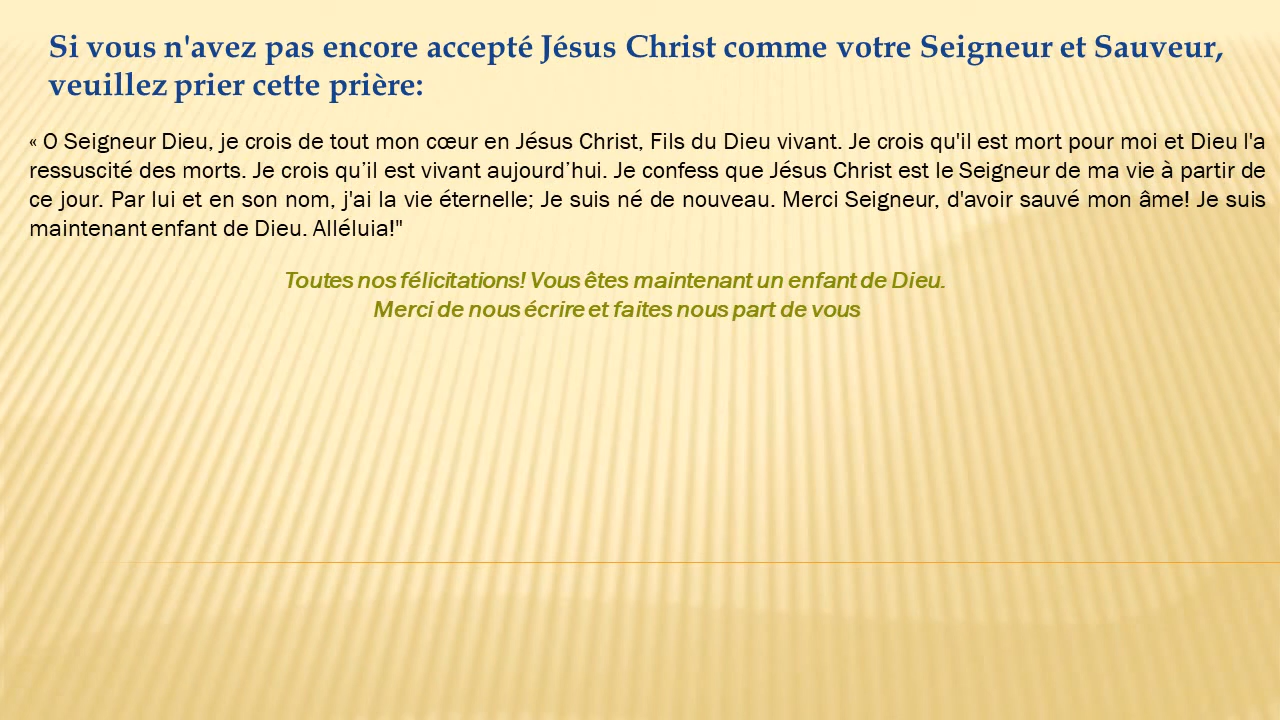 Si vous n'avez pas encore accepté Jésus Christ comme votre Seigneur et Sauveur,
veuillez prier cette prière:
« O Seigneur Dieu, je crois de tout mon cœur en Jésus Christ, Fils du Dieu vivant. Je crois qu'il est mort pour moi et Dieu l'a
ressuscité des morts. Je crois qu’il est vivant aujourd’hui. Je confess que Jésus Christ est le Seigneur de ma vie à partir de
ce jour. Par lui et en son nom, j'ai la vie éternelle; Je suis né de nouveau. Merci Seigneur, d'avoir sauvé mon âme! Je suis
maintenant enfant de Dieu. Alléluia!"
Toutes nos félicitations! Vous êtes maintenant un enfant de Dieu.
Merci de nous écrire et faites nous part de vous